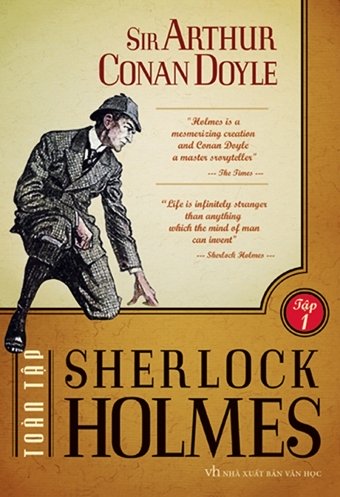 SIR ARTHUR
CONAN DOYLE
"Holmes is a
mesmerizing creation
and Conan Doyle
a master sroryteller"
--- The Times ---
"Life is infinitely stranger
than anything
which the mind of man
can invent"
--- Sherlock Holmes ---
Tập
1
TOÀN TẬP
SHERLOCK
HOLMES
vh NHÀ XUẤT BẢN VĂN HỌC